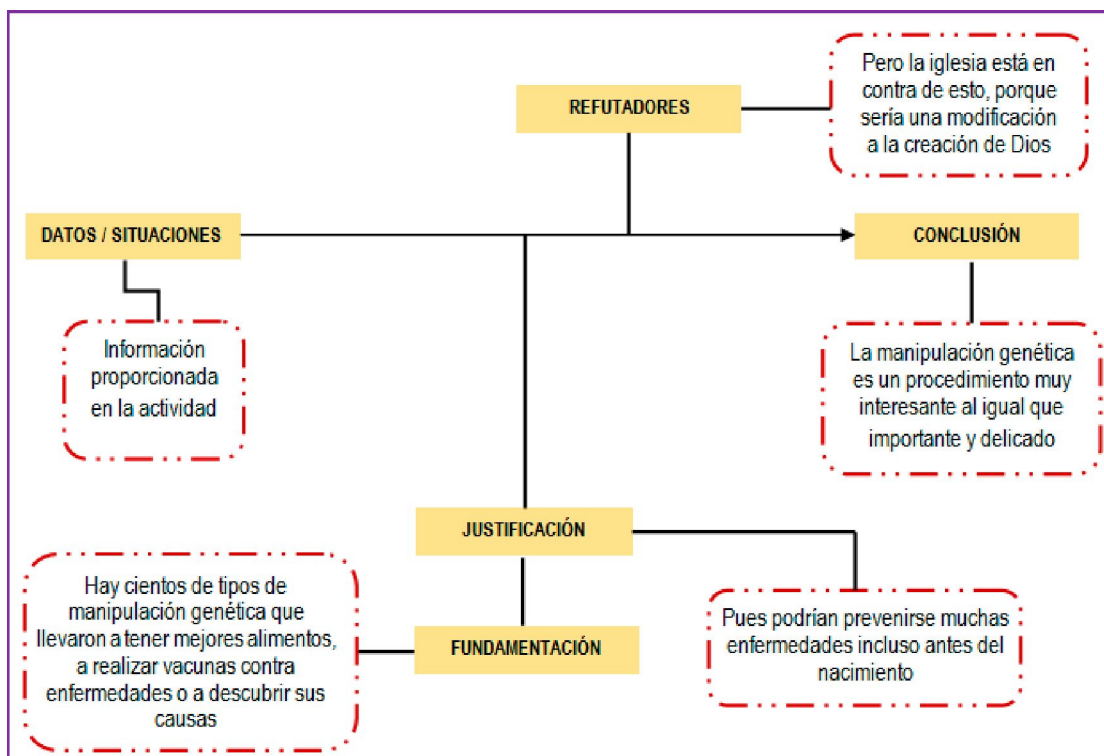 Pero la iglesia está en
contra de esto, porque
sería una modificación
a la creación de Dios
REFUTADORES
DATOS / SITUACIONES
CONCLUSIÓN
Información
proporcionada
en la actividad
La manipulación genética
es un procedimiento muy
interesante al igual que
importante y delicado
JUSTIFICACIÓN
Hay cientos de tipos de
manipulación genética que
llevaron a tener mejores alimentos,
a realizar vacunas contra
enfermedades o a descubrir sus
causas
FUNDAMENTACIÓN
Pues podrían prevenirse muchas
enfermedades incluso antes del
nacimiento